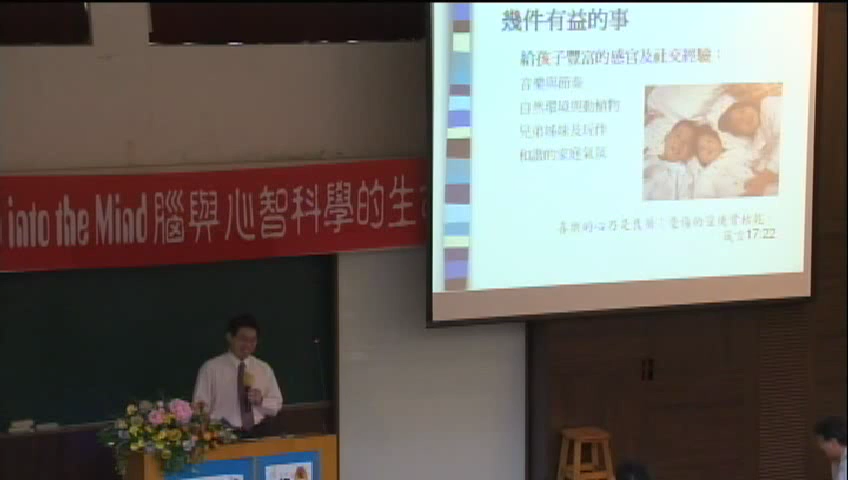 幾件有益的事
給孩子豐富的感官及社交經驗：
音樂與節奏
自然環境與動植物
兄弟姊妹及玩伴
和諧的家庭氣氛
喜樂的心乃是良藥；憂傷的靈使骨枯乾。
箴言17:22
into the Mind 腦與心智科學的生